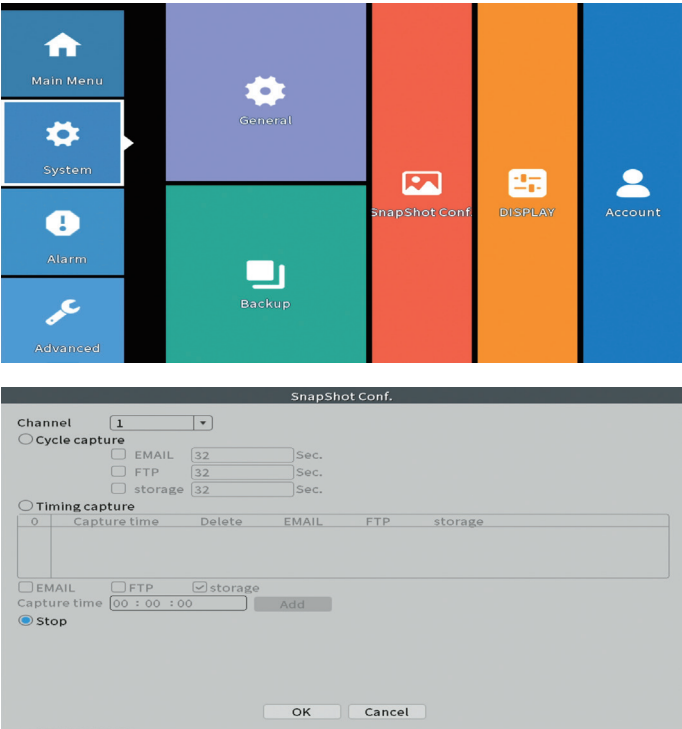 Main Menu
System
Alarm
Advanced
General
Backup
SnapShot Conf.
DISPLAY
Account
SnapShot Conf.
Channel 1
Cycle capture
EMAIL 32 Sec.
FTP 32 Sec.
storage 32 Sec.
Timing capture
0 Capture time Delete EMAIL FTP storage
EMAIL FTP storage
Capture time 00 : 00 : 00 Add
Stop
OK Cancel